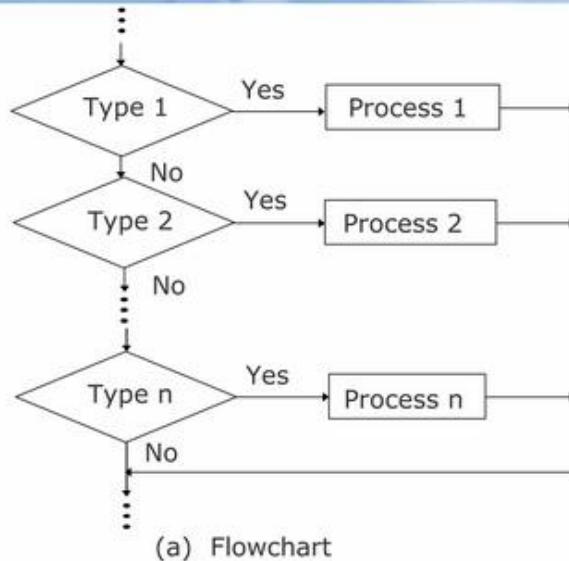 Type 1
Yes
Process 1
No
Type 2
Yes
Process 2
No
Type n
Yes
Process n
No
(a) Flowchart